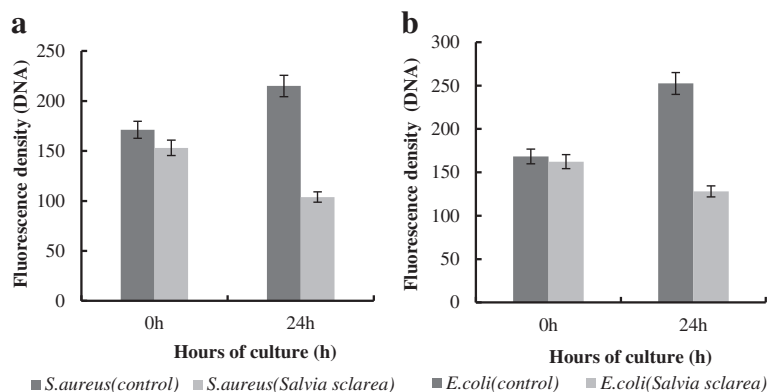 a
Fluorescence density (DNA)
250
200
150
100
50
0
0h
24h
Hours of culture (h)
S.aureus(control)
S.aureus(Salvia sclarea)
b
Fluorescence density (DNA)
300
250
200
150
100
50
0
0h
24h
Hours of culture (h)
E.coli(control)
E.coli(Salvia sclarea)